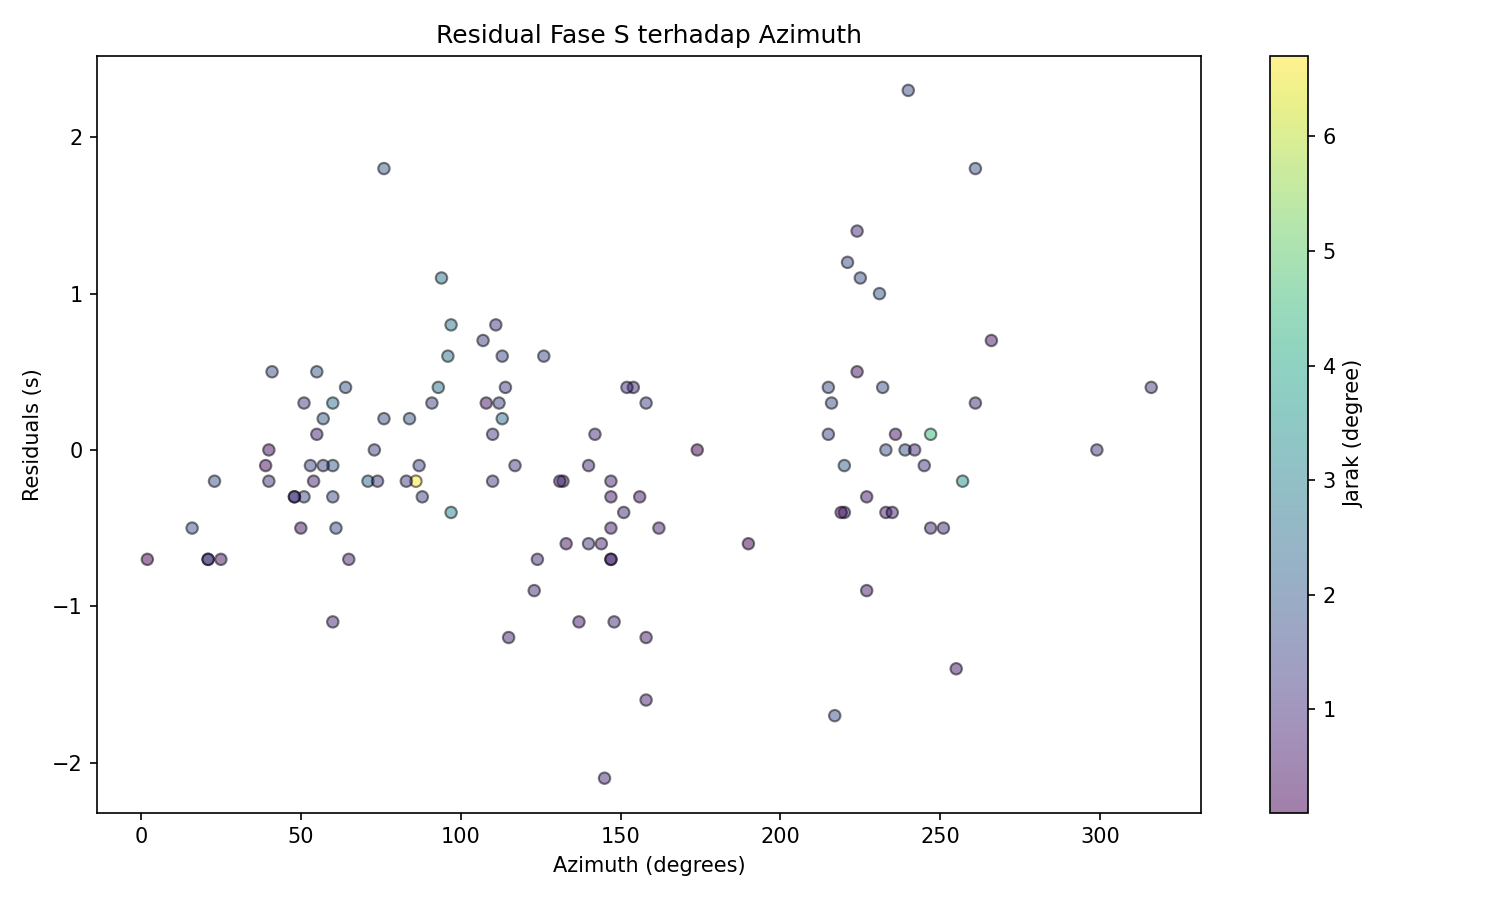 Residual Fase S terhadap Azimuth
2
1
0
−1
−2
Residuals (s)
0 50 100 150 200 250 300
Azimuth (degrees)
6
5
4
3
2
1
Jarak (degree)